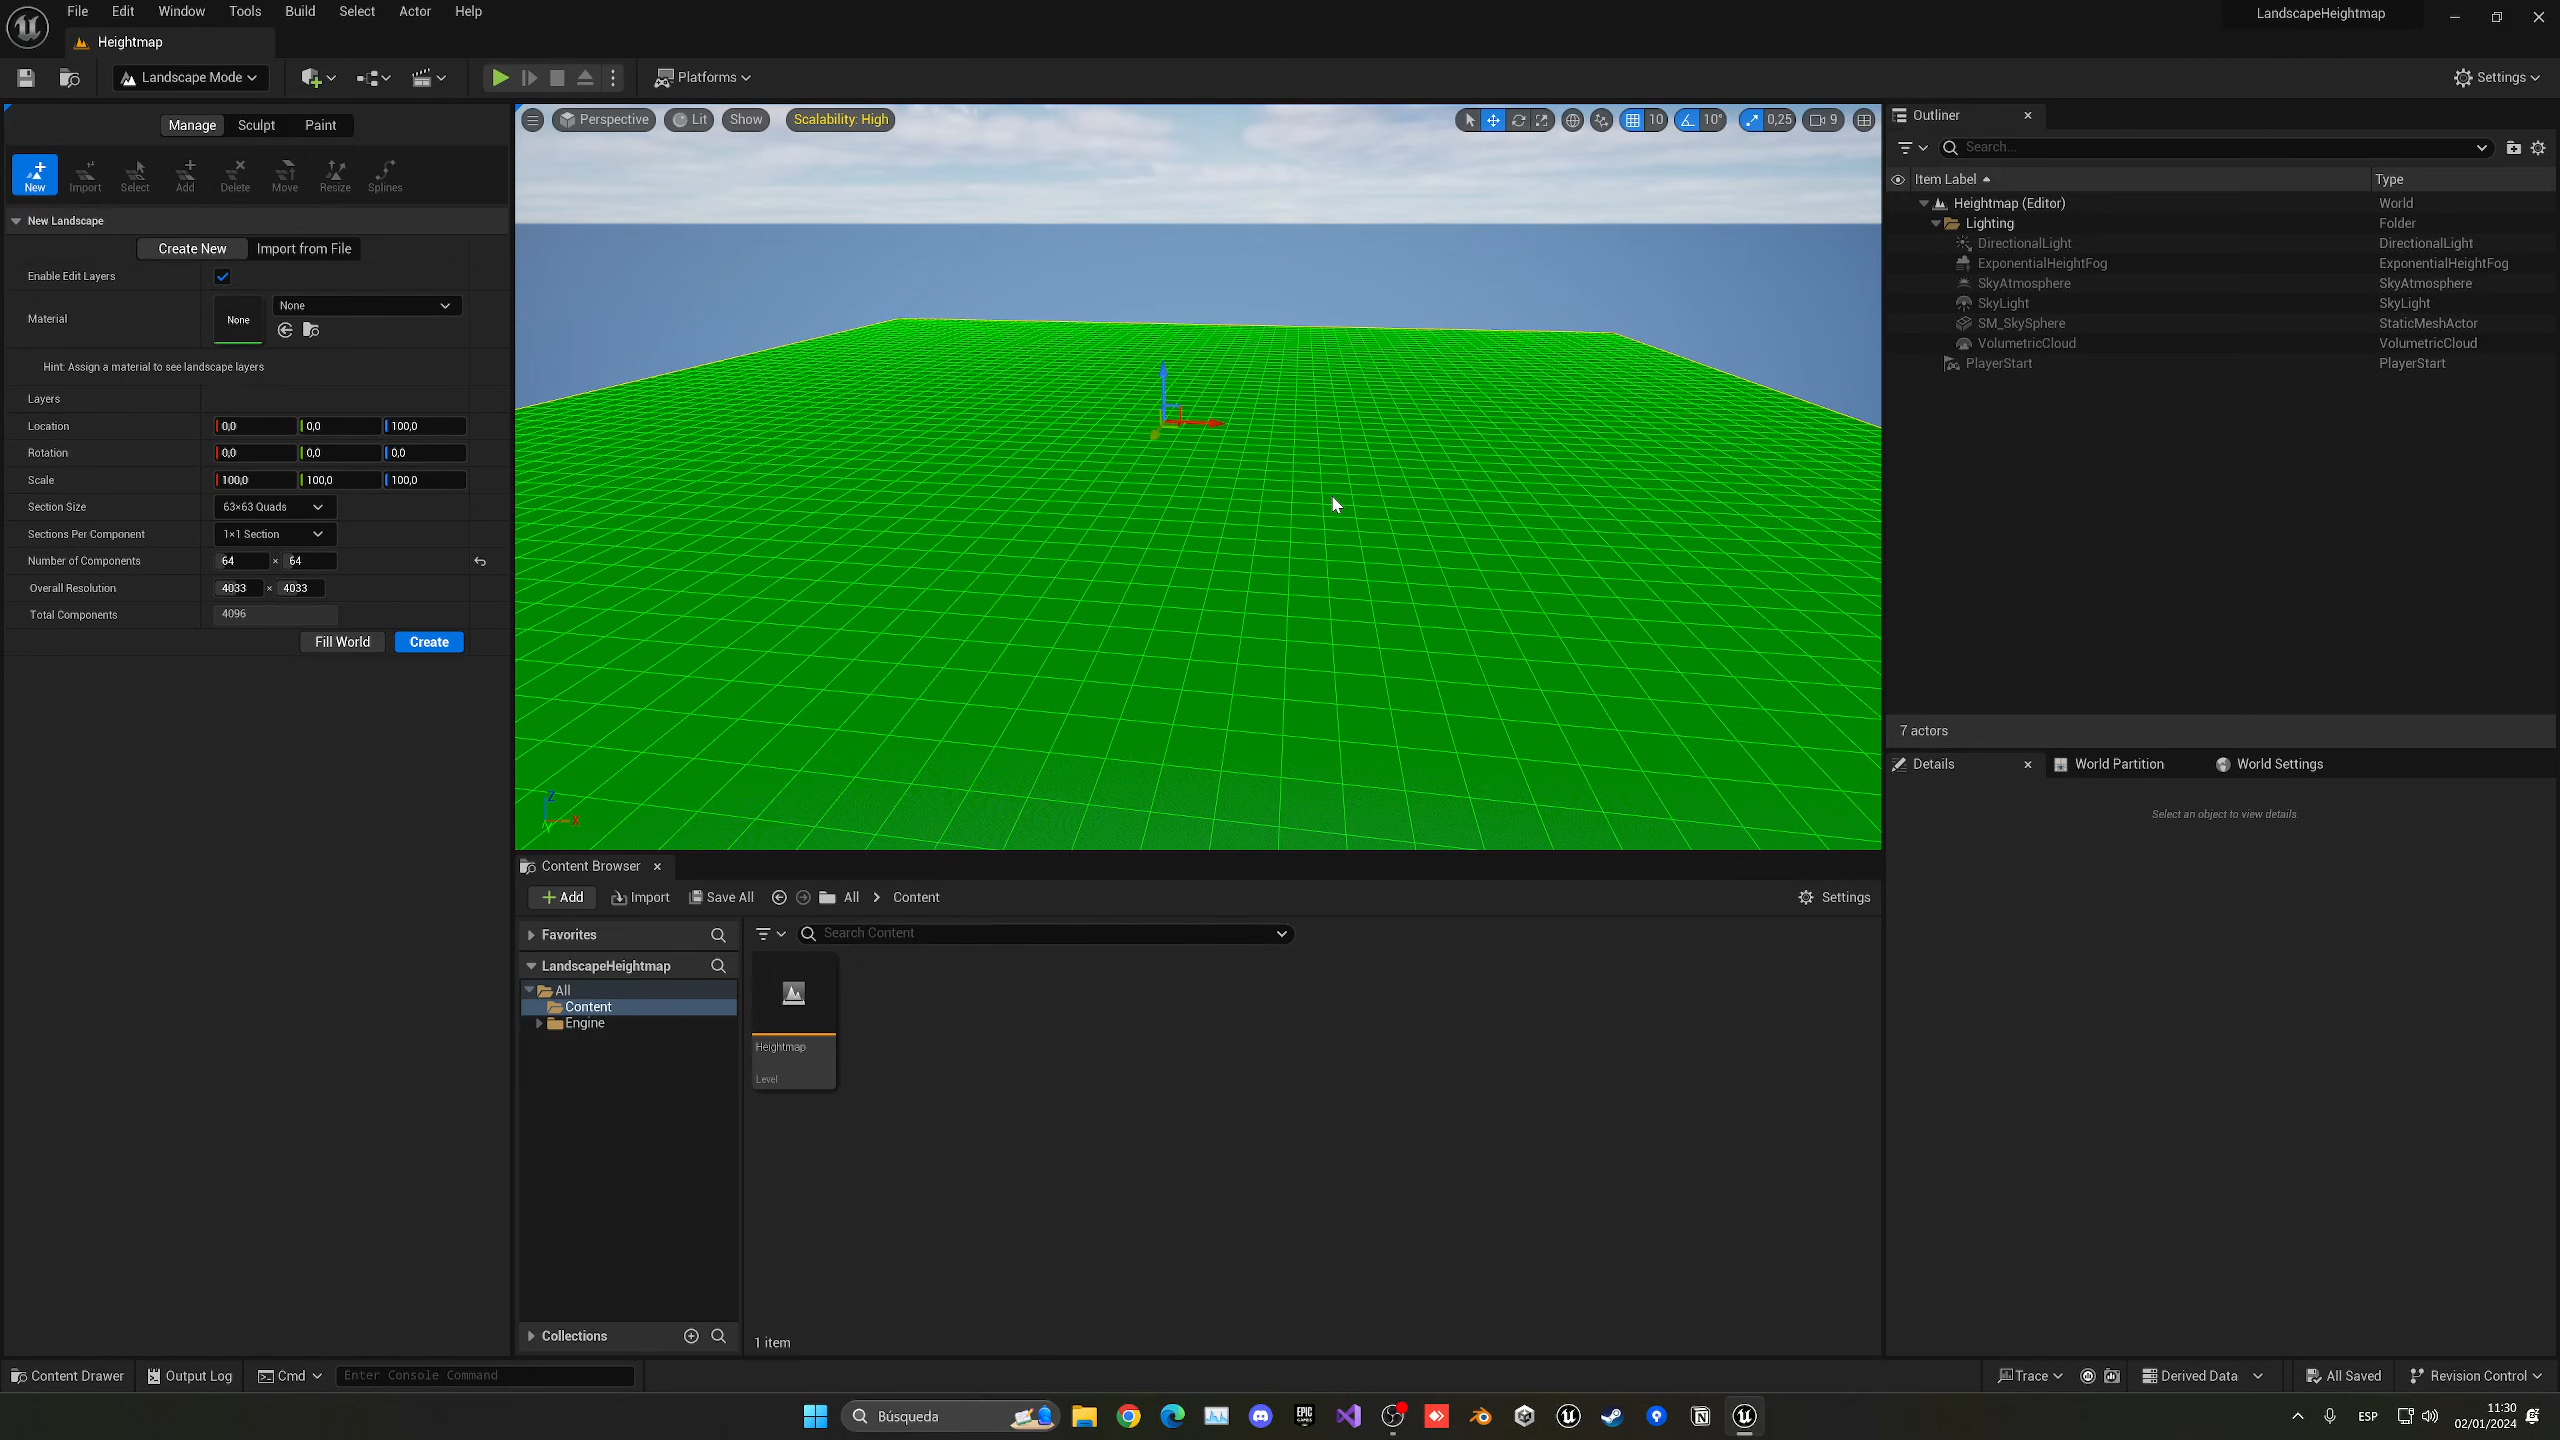 File Edit Window Tools Build Select Actor Help
LandscapeHeightmap
Heightmap
Landscape Mode
Platforms
Settings
Manage Sculpt Paint
New Import Select Add Delete Move Resize Splines
New Landscape
Create New Import from File
Enable Edit Layers
Material None None
Hint: Assign a material to see landscape layers
Layers
Location 0,0 0,0 100,0
Rotation 0,0 0,0 0,0
Scale 100,0 100,0 100,0
Section Size 63×63 Quads
Sections Per Component 1×1 Section
Number of Components 64 × 64
Overall Resolution 4033 × 4033
Total Components 4096
Fill World Create
Perspective Lit Show Scalability: High
10 10° 0,25 9
Z
X
Y
Outliner
Search...
Item Label Type
Heightmap (Editor) World
Lighting Folder
DirectionalLight DirectionalLight
ExponentialHeightFog ExponentialHeightFog
SkyAtmosphere SkyAtmosphere
SkyLight SkyLight
SM_SkySphere StaticMeshActor
VolumetricCloud VolumetricCloud
PlayerStart PlayerStart
7 actors
Details World Partition World Settings
Select an object to view details.
Content Browser
Add Import Save All All Content Settings
Favorites
Search Content
LandscapeHeightmap
All
Content
Engine
Heightmap
Level
Collections
1 item
Content Drawer Output Log Cmd Enter Console Command
Trace Derived Data All Saved Revision Control
Búsqueda
EPIC GAMES
ESP
11:30
02/01/2024